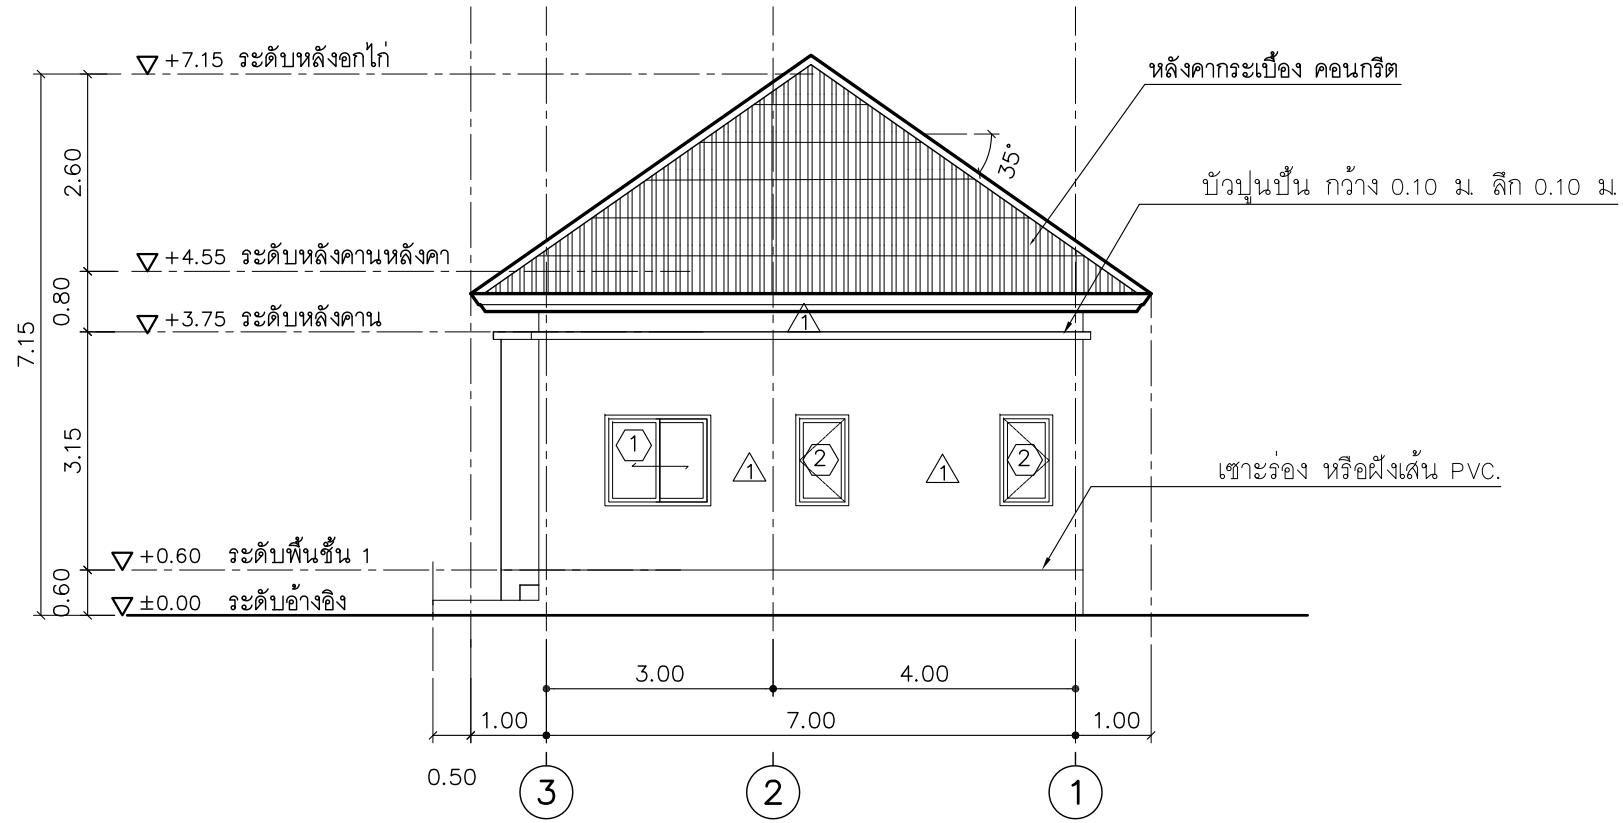 +7.15 ระดับหลังอกไก่
หลังคากระเบื้อง คอนกรีต
35°
2.60
บัวปูนปั้น กว้าง 0.10 ม. ลึก 0.10 ม.
+4.55 ระดับหลังคานหลังคา
0.80
+3.75 ระดับหลังคาน
1
7.15
3.15
1
2
2
1
1
เซาะร่อง หรือฝังเส้น PVC.
+0.60 ระดับพื้นชั้น 1
0.60
±0.00 ระดับอ้างอิง
3.00
4.00
1.00
7.00
1.00
0.50
3
2
1